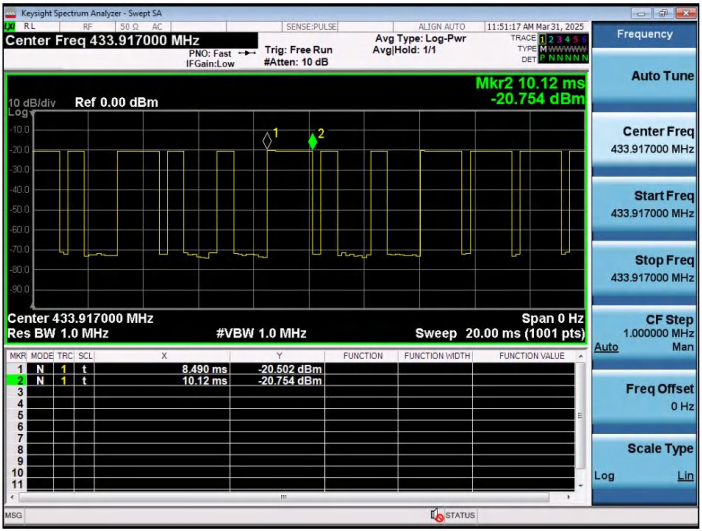 Keysight Spectrum Analyzer - Swept SA
RL RF 50 Ω AC SENSE:PULSE ALIGN AUTO 11:51:17 AM Mar 31, 2025
Center Freq 433.917000 MHz
PNO: Fast
IFGain:Low
Trig: Free Run
#Atten: 10 dB
Avg Type: Log-Pwr
Avg|Hold: 1/1
TRACE 1 2 3 4 5 6
TYPE M WWWWW
DET P N N N N N
Mkr2 10.12 ms
-20.754 dBm
10 dB/div Ref 0.00 dBm
Log
-10.0
-20.0
-30.0
-40.0
-50.0
-60.0
-70.0
-80.0
-90.0
1
2
Center 433.917000 MHz Span 0 Hz
Res BW 1.0 MHz #VBW 1.0 MHz Sweep 20.00 ms (1001 pts)
MKR MODE TRC SCL X Y FUNCTION FUNCTION WIDTH FUNCTION VALUE
1 N 1 t 8.490 ms -20.502 dBm
2 N 1 t 10.12 ms -20.754 dBm
3
4
5
6
7
8
9
10
11
MSG STATUS
Frequency
Auto Tune
Center Freq
433.917000 MHz
Start Freq
433.917000 MHz
Stop Freq
433.917000 MHz
CF Step
1.000000 MHz
Auto Man
Freq Offset
0 Hz
Scale Type
Log Lin